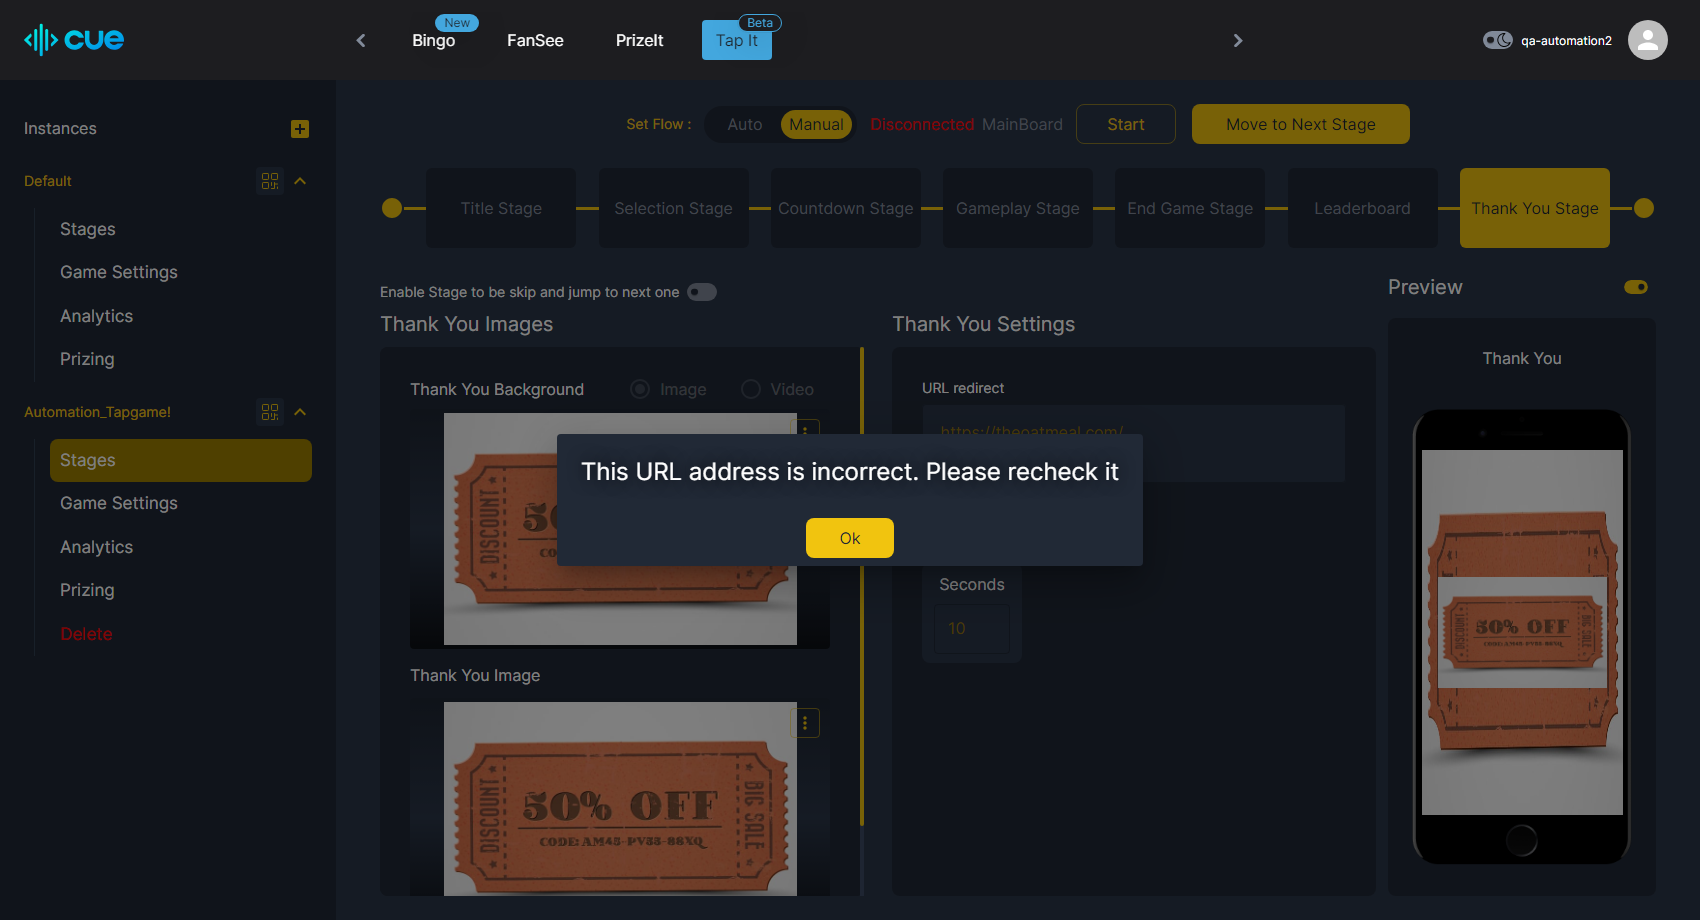 cue
New
Bingo
FanSee
PrizeIt
Beta
Tap It
qa-automation2
Instances
Default
Stages
Game Settings
Analytics
Prizing
Automation_Tapgame!
Stages
Game Settings
Analytics
Prizing
Delete
Set Flow :
Auto
Manual
Disconnected
MainBoard
Start
Move to Next Stage
Title Stage
Selection Stage
Countdown Stage
Gameplay Stage
End Game Stage
Leaderboard
Thank You Stage
Enable Stage to be skip and jump to next one
Thank You Images
Thank You Background
Image
Video
DISCOUNT
Thank You Image
DISCOUNT
50% OFF
CODE: AM45-PV35-88XQ
BIG SALE
Thank You Settings
URL redirect
https://theoatmeal.com/
This URL address is incorrect. Please recheck it
Ok
Seconds
10
Preview
Thank You
DISCOUNT
50% OFF
CODE: AM45-PV35-88XQ
BIG SALE